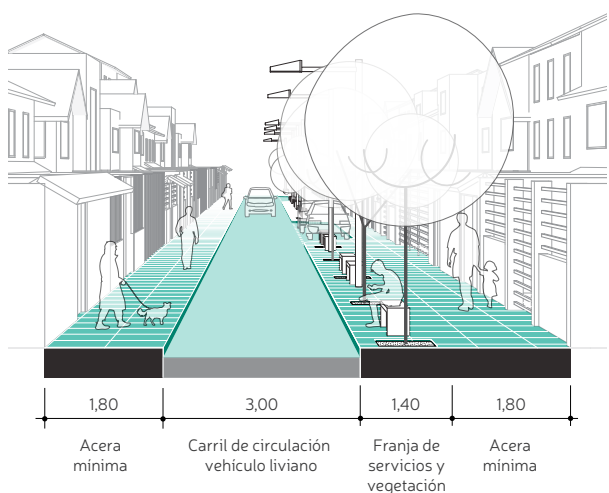 1,80 3,00 1,40 1,80
Acera
mínima
Carril de circulación
vehículo liviano
Franja de
servicios y
vegetación
Acera
mínima